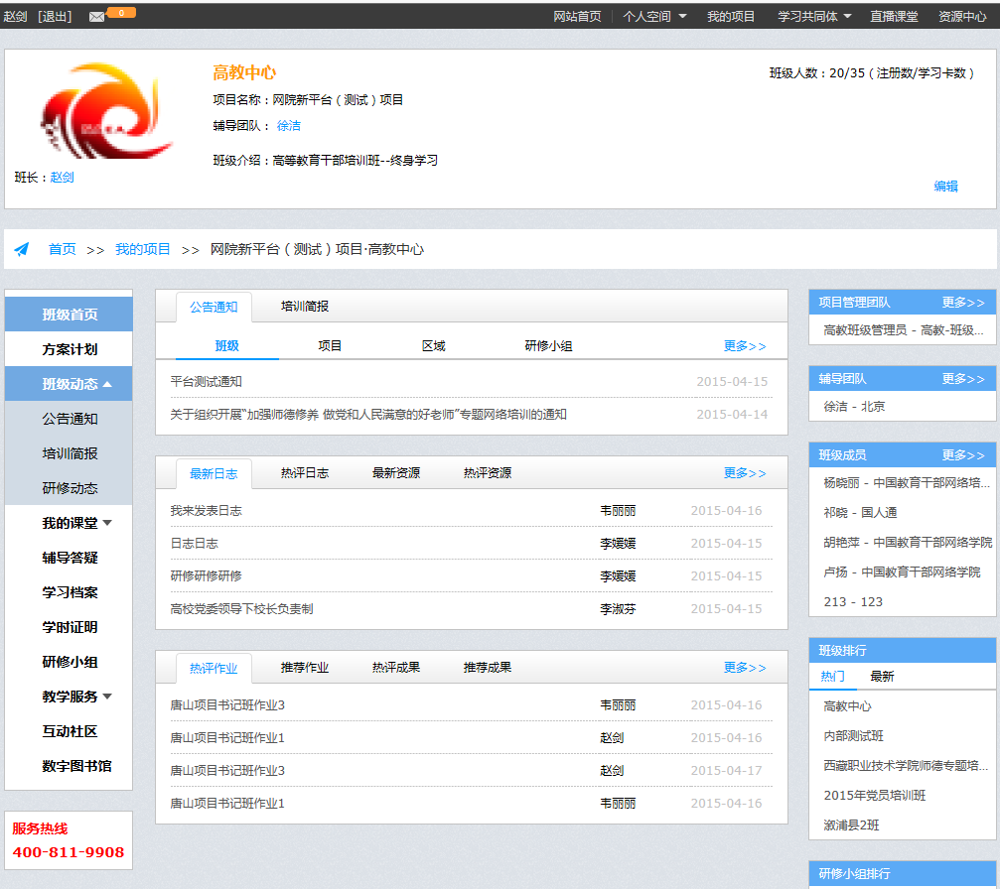 赵剑 [退出] 0 网站首页 个人空间 我的项目 学习共同体 直播课堂 资源中心
高教中心
班级人数：20/35（注册数/学习卡数）
项目名称：网院新平台（测试）项目
辅导团队： 徐洁
班级介绍：高等教育干部培训班--终身学习
班长：赵剑
编辑
首页 >> 我的项目 >> 网院新平台（测试）项目·高教中心
班级首页
方案计划
班级动态
公告通知
培训简报
研修动态
我的课堂
辅导答疑
学习档案
学时证明
研修小组
教学服务
互动社区
数字图书馆
服务热线
400-811-9908
公告通知 培训简报
班级 项目 区域 研修小组 更多>>
平台测试通知 2015-04-15
关于组织开展“加强师德修养 做党和人民满意的好老师”专题网络培训的通知 2015-04-14
最新日志 热评日志 最新资源 热评资源 更多>>
我来发表日志 韦丽丽 2015-04-16
日志日志 李媛媛 2015-04-15
研修研修研修 李媛媛 2015-04-15
高校党委领导下校长负责制 李淑芬 2015-04-15
热评作业 推荐作业 热评成果 推荐成果 更多>>
唐山项目书记班作业3 韦丽丽 2015-04-16
唐山项目书记班作业1 赵剑 2015-04-16
唐山项目书记班作业3 赵剑 2015-04-17
唐山项目书记班作业1 韦丽丽 2015-04-16
项目管理团队 更多>>
高教班级管理员 - 高教-班级...
辅导团队 更多>>
徐洁 - 北京
班级成员 更多>>
杨晓丽 - 中国教育干部网络培...
祁晓 - 国人通
胡艳萍 - 中国教育干部网络学院
卢扬 - 中国教育干部网络学院
213 - 123
班级排行
热门 最新
高教中心
内部测试班
西藏职业技术学院师德专题培...
2015年党员培训班
溆浦县2班
研修小组排行